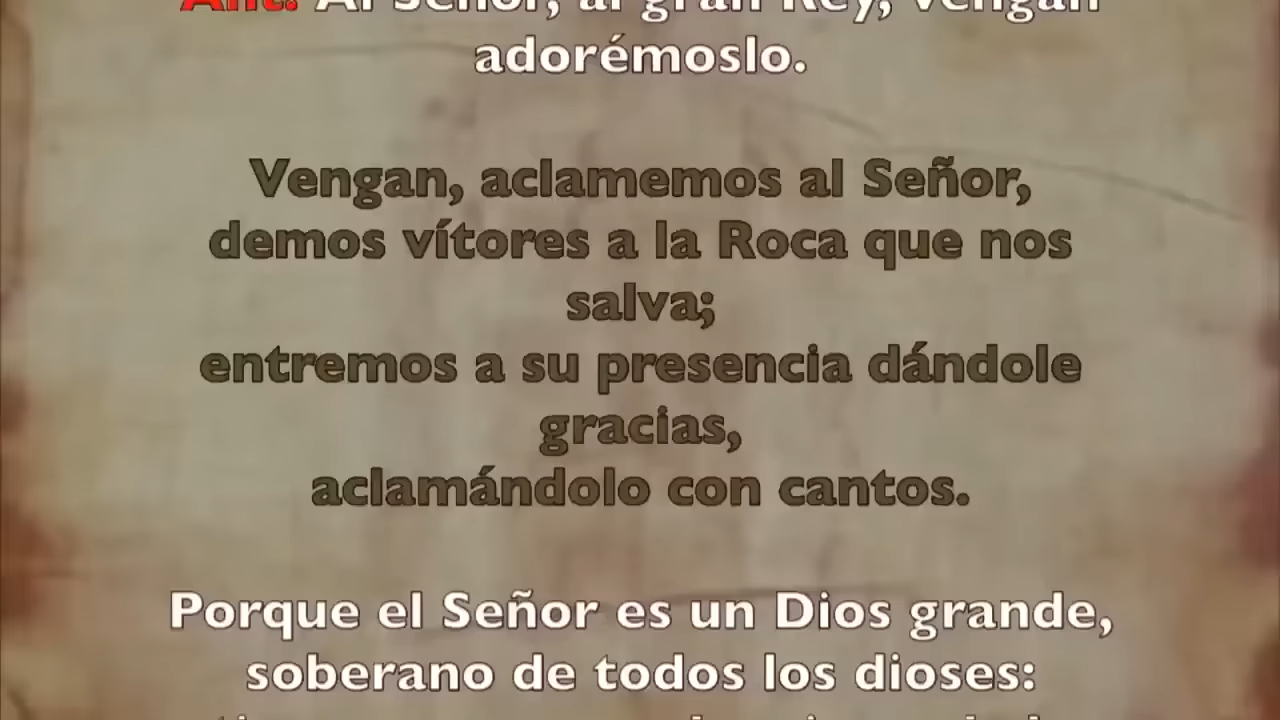 Ant: Al Señor, al gran Rey, vengan
adorémoslo.
Vengan, aclamemos al Señor,
demos vítores a la Roca que nos
salva;
entremos a su presencia dándole
gracias,
aclamándolo con cantos.
Porque el Señor es un Dios grande,
soberano de todos los dioses: